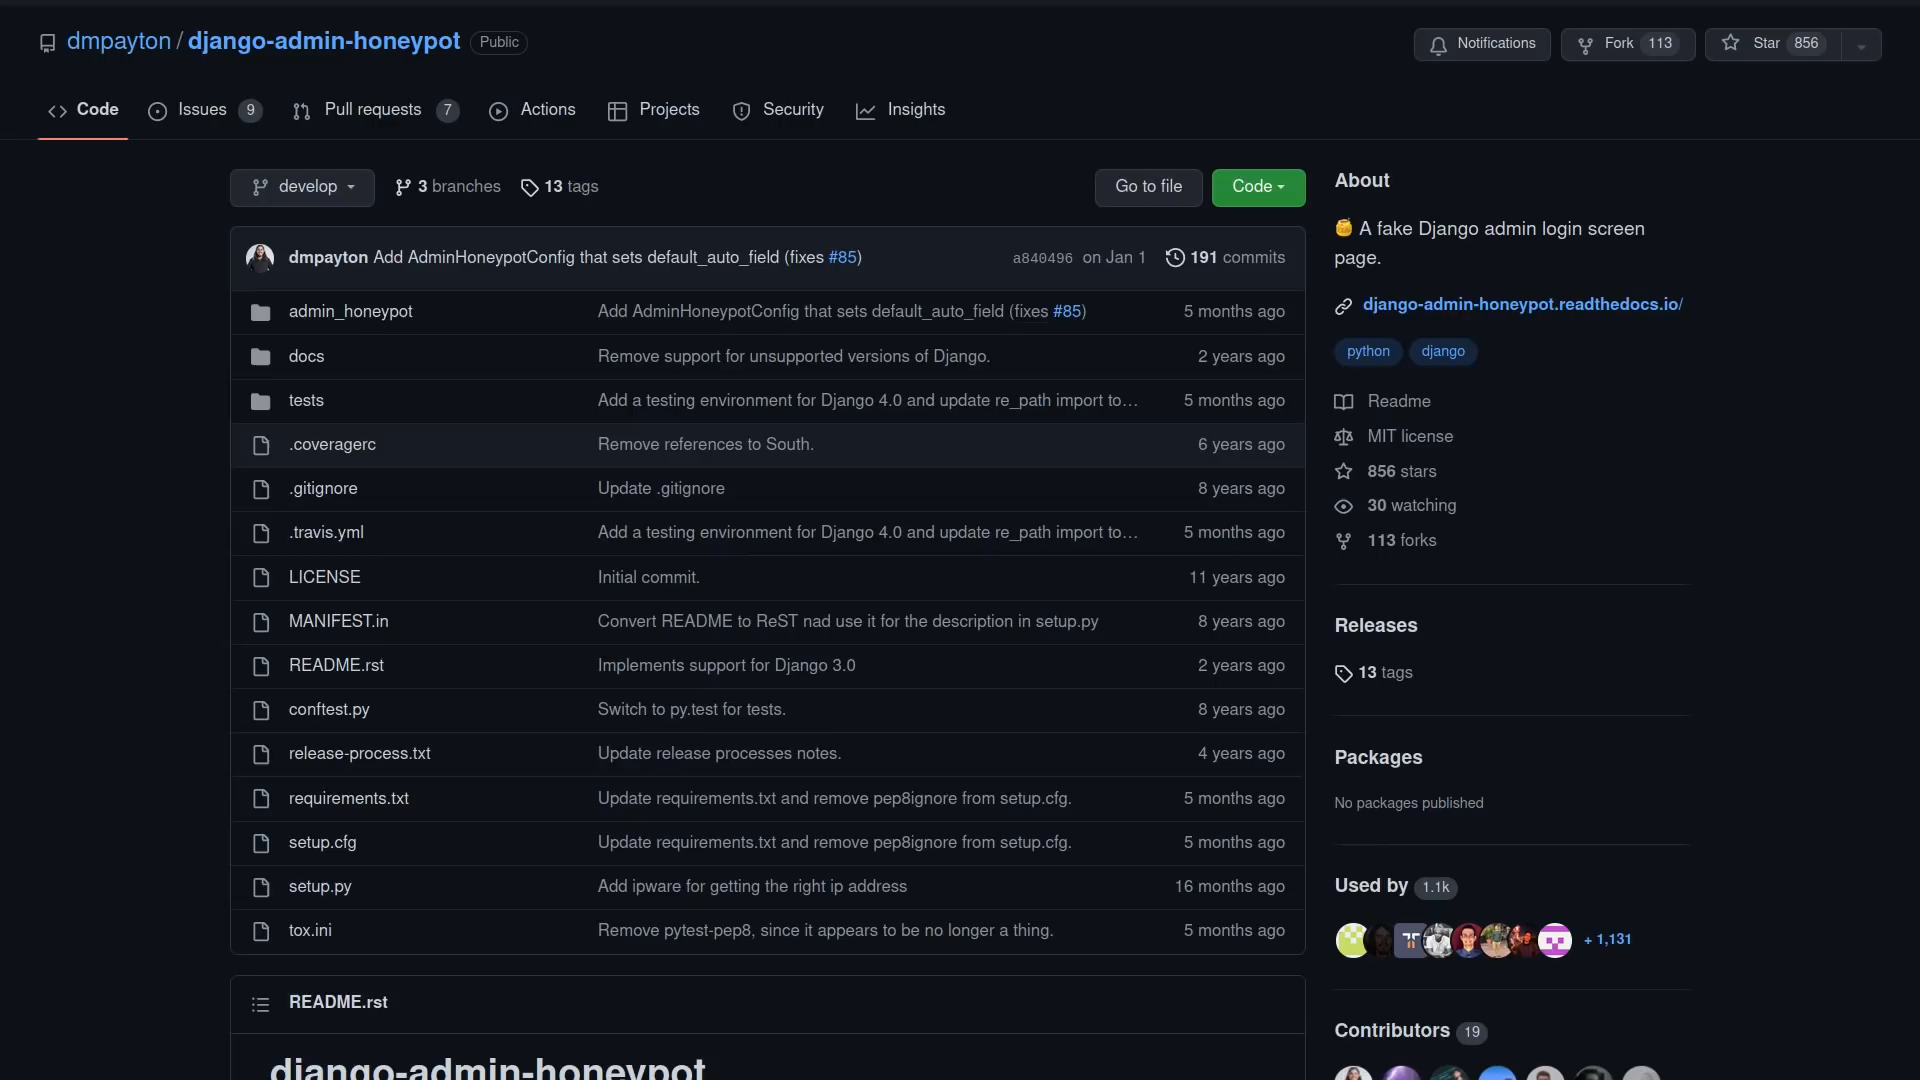 dmpayton / django-admin-honeypot Public
Notifications
Fork 113
Star 856
Code
Issues 9
Pull requests 7
Actions
Projects
Security
Insights
develop
3 branches
13 tags
Go to file
Code
dmpayton Add AdminHoneypotConfig that sets default_auto_field (fixes #85) a840496 on Jan 1 191 commits
admin_honeypot Add AdminHoneypotConfig that sets default_auto_field (fixes #85) 5 months ago
docs Remove support for unsupported versions of Django. 2 years ago
tests Add a testing environment for Django 4.0 and update re_path import to… 5 months ago
.coveragerc Remove references to South. 6 years ago
.gitignore Update .gitignore 8 years ago
.travis.yml Add a testing environment for Django 4.0 and update re_path import to… 5 months ago
LICENSE Initial commit. 11 years ago
MANIFEST.in Convert README to ReST nad use it for the description in setup.py 8 years ago
README.rst Implements support for Django 3.0 2 years ago
conftest.py Switch to py.test for tests. 8 years ago
release-process.txt Update release processes notes. 4 years ago
requirements.txt Update requirements.txt and remove pep8ignore from setup.cfg. 5 months ago
setup.cfg Update requirements.txt and remove pep8ignore from setup.cfg. 5 months ago
setup.py Add ipware for getting the right ip address 16 months ago
tox.ini Remove pytest-pep8, since it appears to be no longer a thing. 5 months ago
README.rst
django-admin-honeypot
About
🍯 A fake Django admin login screen
page.
django-admin-honeypot.readthedocs.io/
python django
Readme
MIT license
856 stars
30 watching
113 forks
Releases
13 tags
Packages
No packages published
Used by 1.1k
+ 1,131
Contributors 19